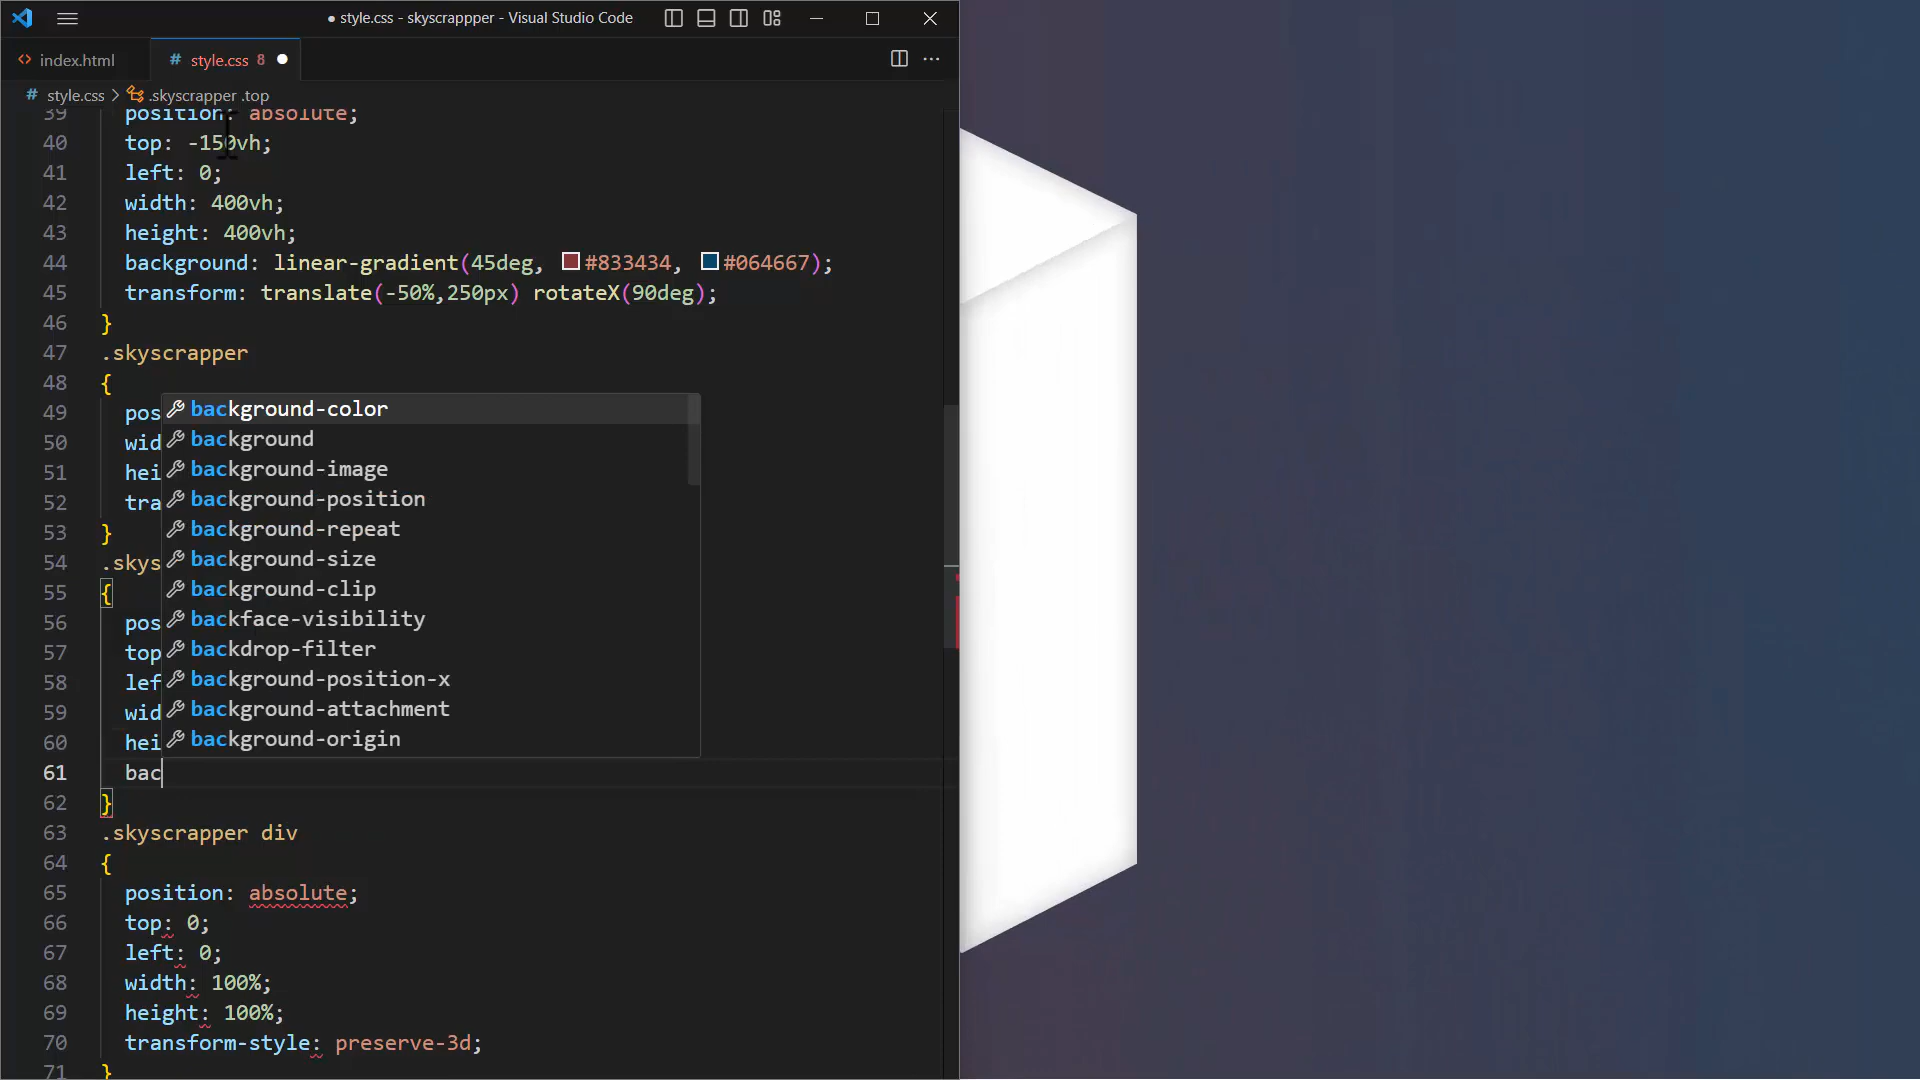 ● style.css - skyscrappper - Visual Studio Code
index.html
# style.css 8 ●
# style.css > .skyscrapper .top
39 position: absolute;
40 top: -150vh;
41 left: 0;
42 width: 400vh;
43 height: 400vh;
44 background: linear-gradient(45deg, #833434, #064667);
45 transform: translate(-50%,250px) rotateX(90deg);
46 }
47 .skyscrapper
48 {
49 pos
50 wid
51 hei
52 tra
53 }
54 .skys
55 {
56 pos
57 top
58 lef
59 wid
60 hei
61 bac
62 }
63 .skyscrapper div
64 {
65 position: absolute;
66 top: 0;
67 left: 0;
68 width: 100%;
69 height: 100%;
70 transform-style: preserve-3d;
71 }
background-color
background
background-image
background-position
background-repeat
background-size
background-clip
backface-visibility
backdrop-filter
background-position-x
background-attachment
background-origin